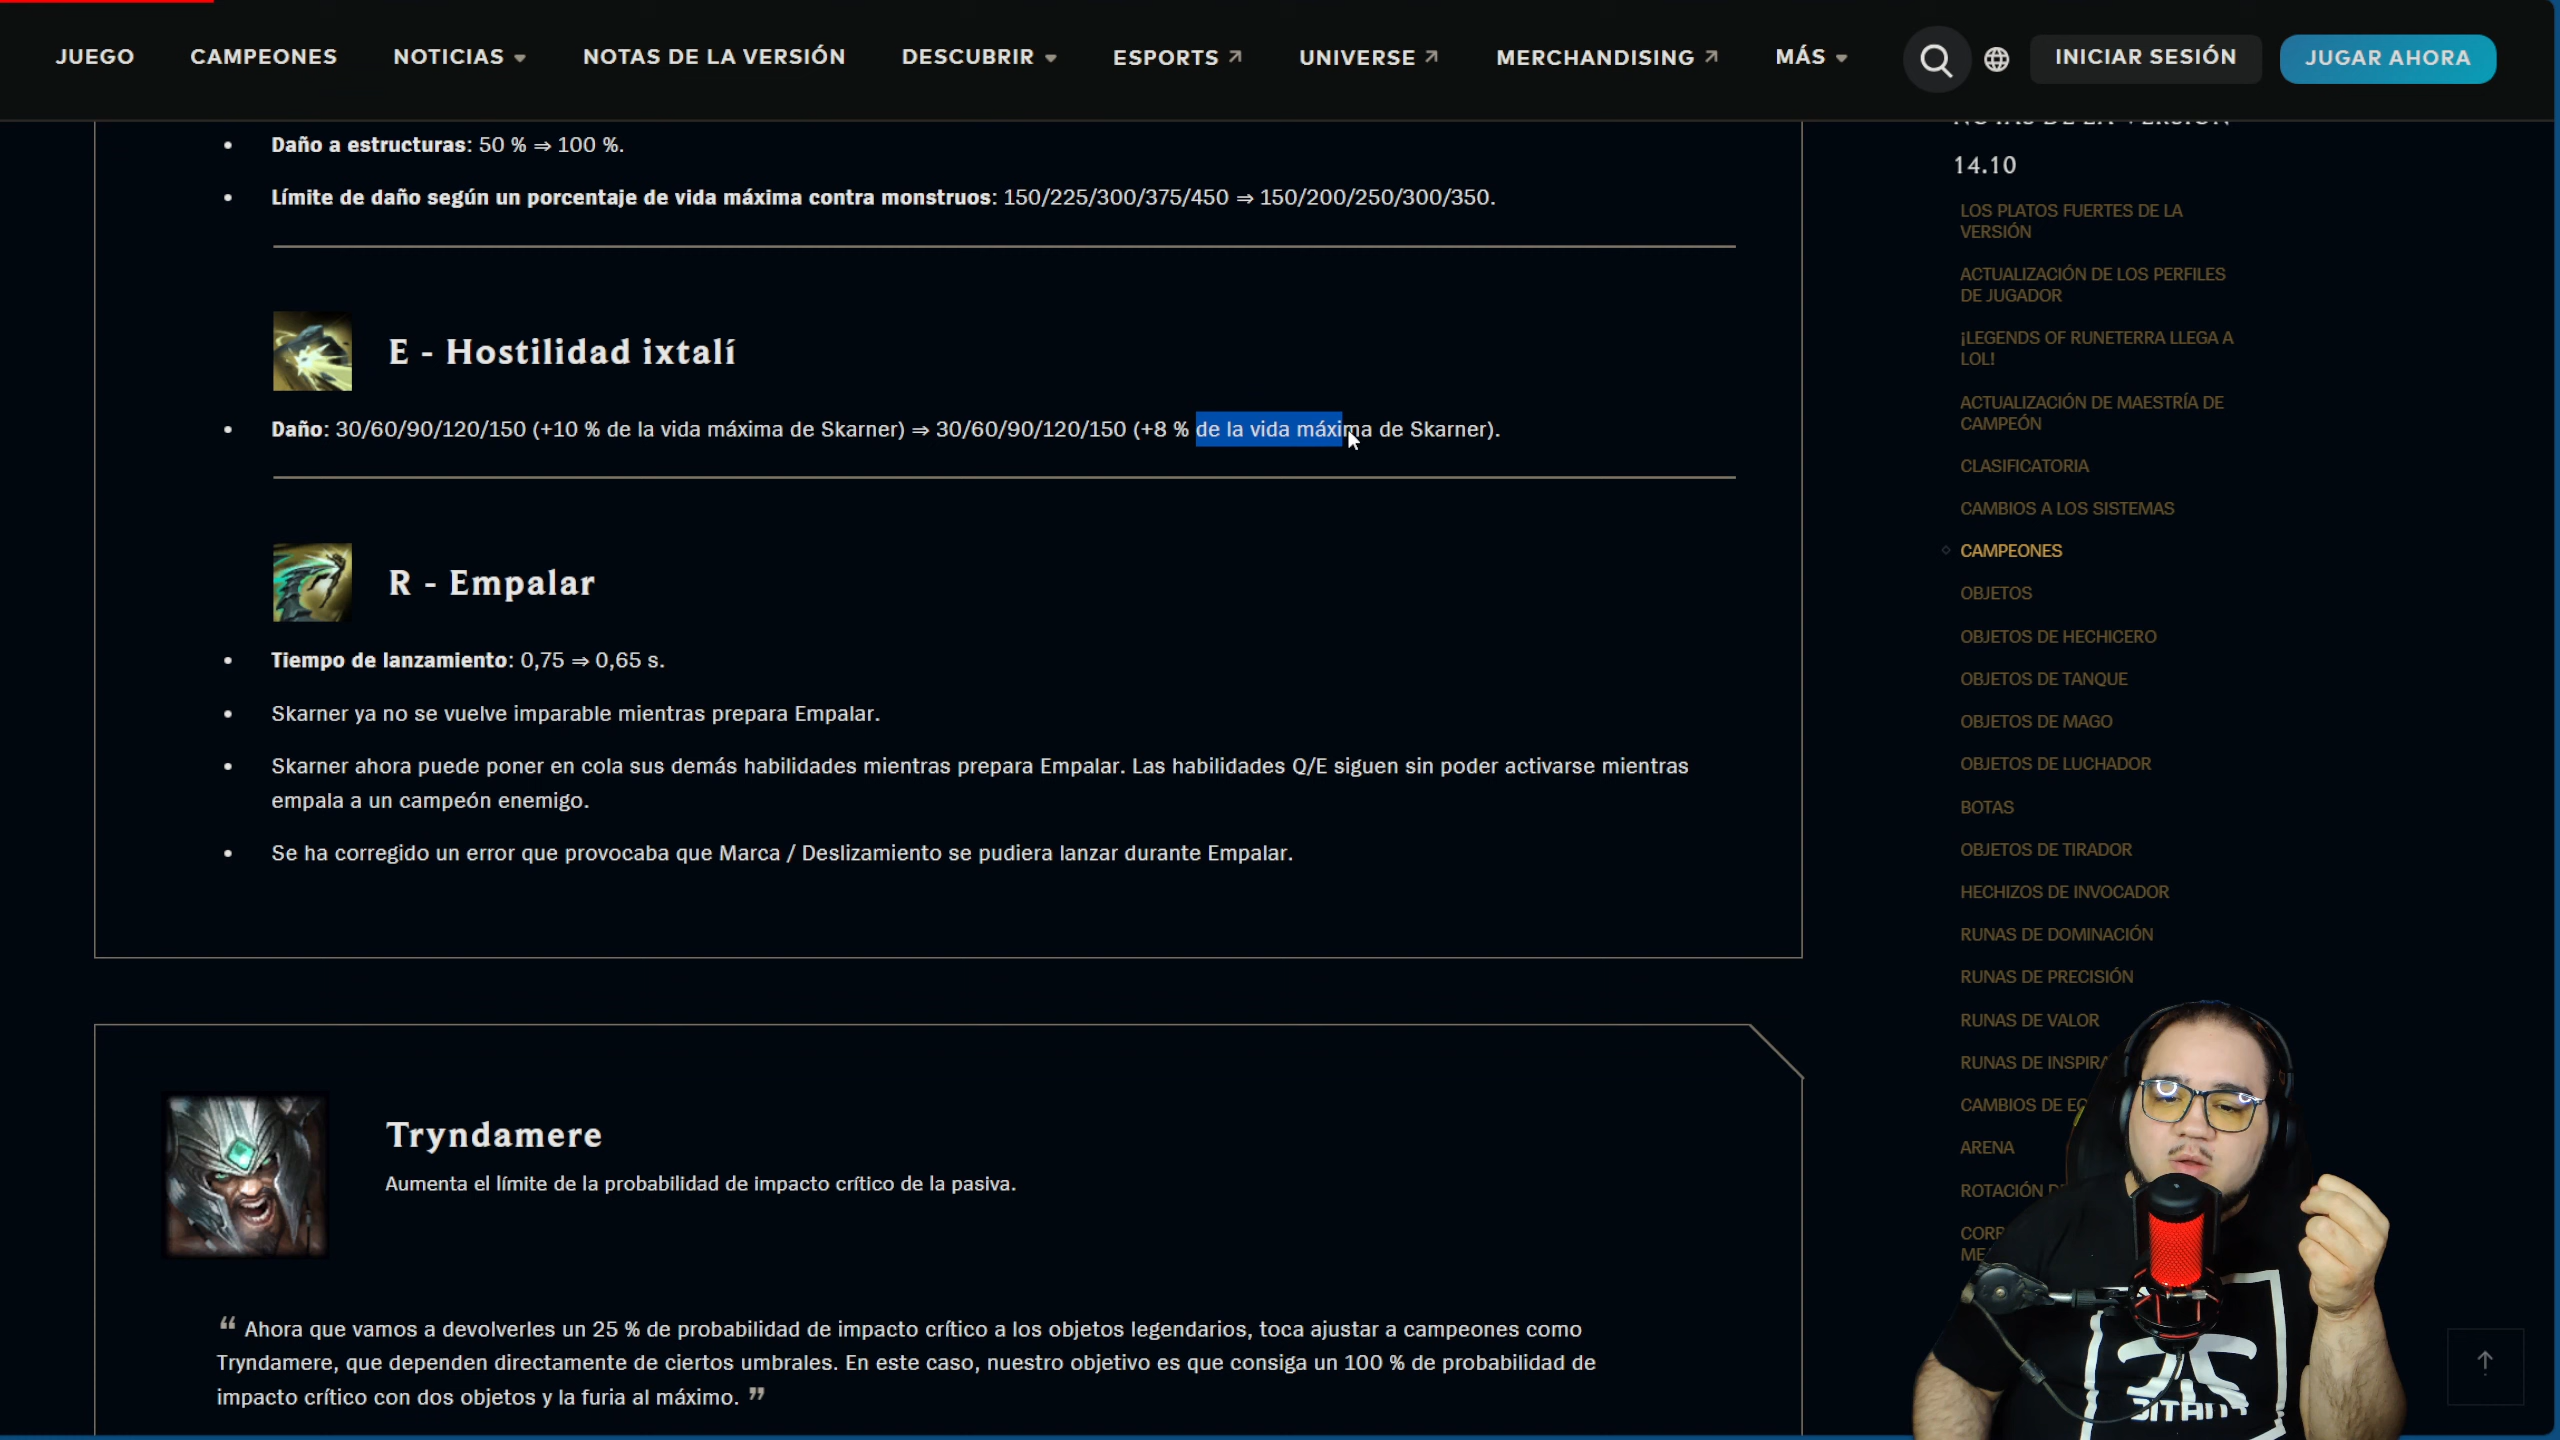 JUEGO CAMPEONES NOTICIAS NOTAS DE LA VERSIÓN DESCUBRIR ESPORTS UNIVERSE MERCHANDISING MÁS INICIAR SESIÓN JUGAR AHORA
• Daño a estructuras: 50 % ⇒ 100 %.
• Límite de daño según un porcentaje de vida máxima contra monstruos: 150/225/300/375/450 ⇒ 150/200/250/300/350.
E - Hostilidad ixtalí
• Daño: 30/60/90/120/150 (+10 % de la vida máxima de Skarner) ⇒ 30/60/90/120/150 (+8 % de la vida máxima de Skarner).
R - Empalar
• Tiempo de lanzamiento: 0,75 ⇒ 0,65 s.
• Skarner ya no se vuelve imparable mientras prepara Empalar.
• Skarner ahora puede poner en cola sus demás habilidades mientras prepara Empalar. Las habilidades Q/E siguen sin poder activarse mientras
empala a un campeón enemigo.
• Se ha corregido un error que provocaba que Marca / Deslizamiento se pudiera lanzar durante Empalar.
Tryndamere
Aumenta el límite de la probabilidad de impacto crítico de la pasiva.
“ Ahora que vamos a devolverles un 25 % de probabilidad de impacto crítico a los objetos legendarios, toca ajustar a campeones como
Tryndamere, que dependen directamente de ciertos umbrales. En este caso, nuestro objetivo es que consiga un 100 % de probabilidad de
impacto crítico con dos objetos y la furia al máximo. ”
NOTAS DE LA VERSIÓN
14.10
LOS PLATOS FUERTES DE LA
VERSIÓN
ACTUALIZACIÓN DE LOS PERFILES
DE JUGADOR
¡LEGENDS OF RUNETERRA LLEGA A
LOL!
ACTUALIZACIÓN DE MAESTRÍA DE
CAMPEÓN
CLASIFICATORIA
CAMBIOS A LOS SISTEMAS
CAMPEONES
OBJETOS
OBJETOS DE HECHICERO
OBJETOS DE TANQUE
OBJETOS DE MAGO
OBJETOS DE LUCHADOR
BOTAS
OBJETOS DE TIRADOR
HECHIZOS DE INVOCADOR
RUNAS DE DOMINACIÓN
RUNAS DE PRECISIÓN
RUNAS DE VALOR
RUNAS DE INSPIRA
CAMBIOS DE
ARENA
ROTACIÓN